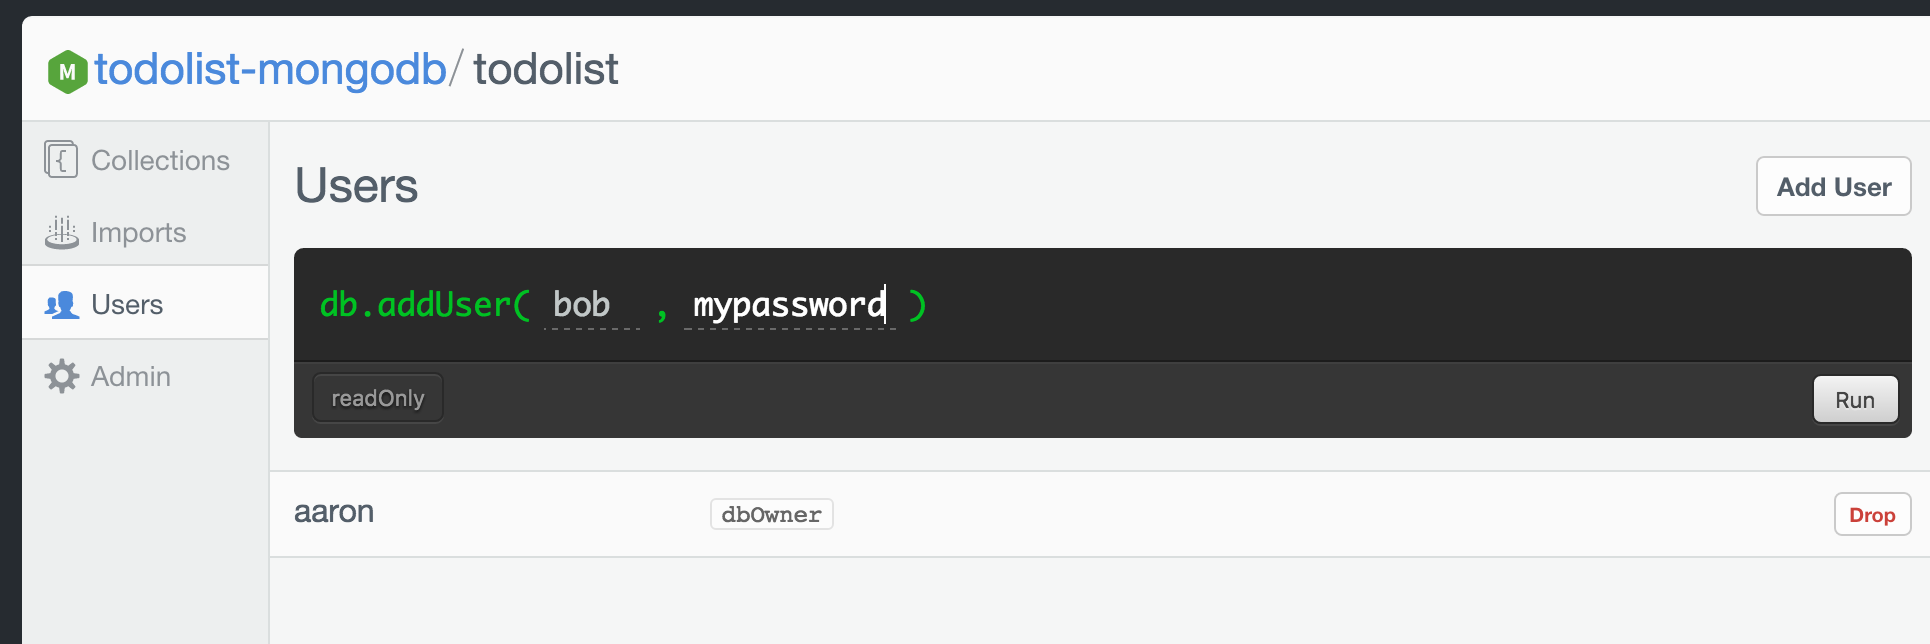 M todolist-mongodb / todolist
Collections
Imports
Users
Admin
Users
Add User
db.addUser( bob , mypassword )
readOnly
Run
aaron dbOwner Drop